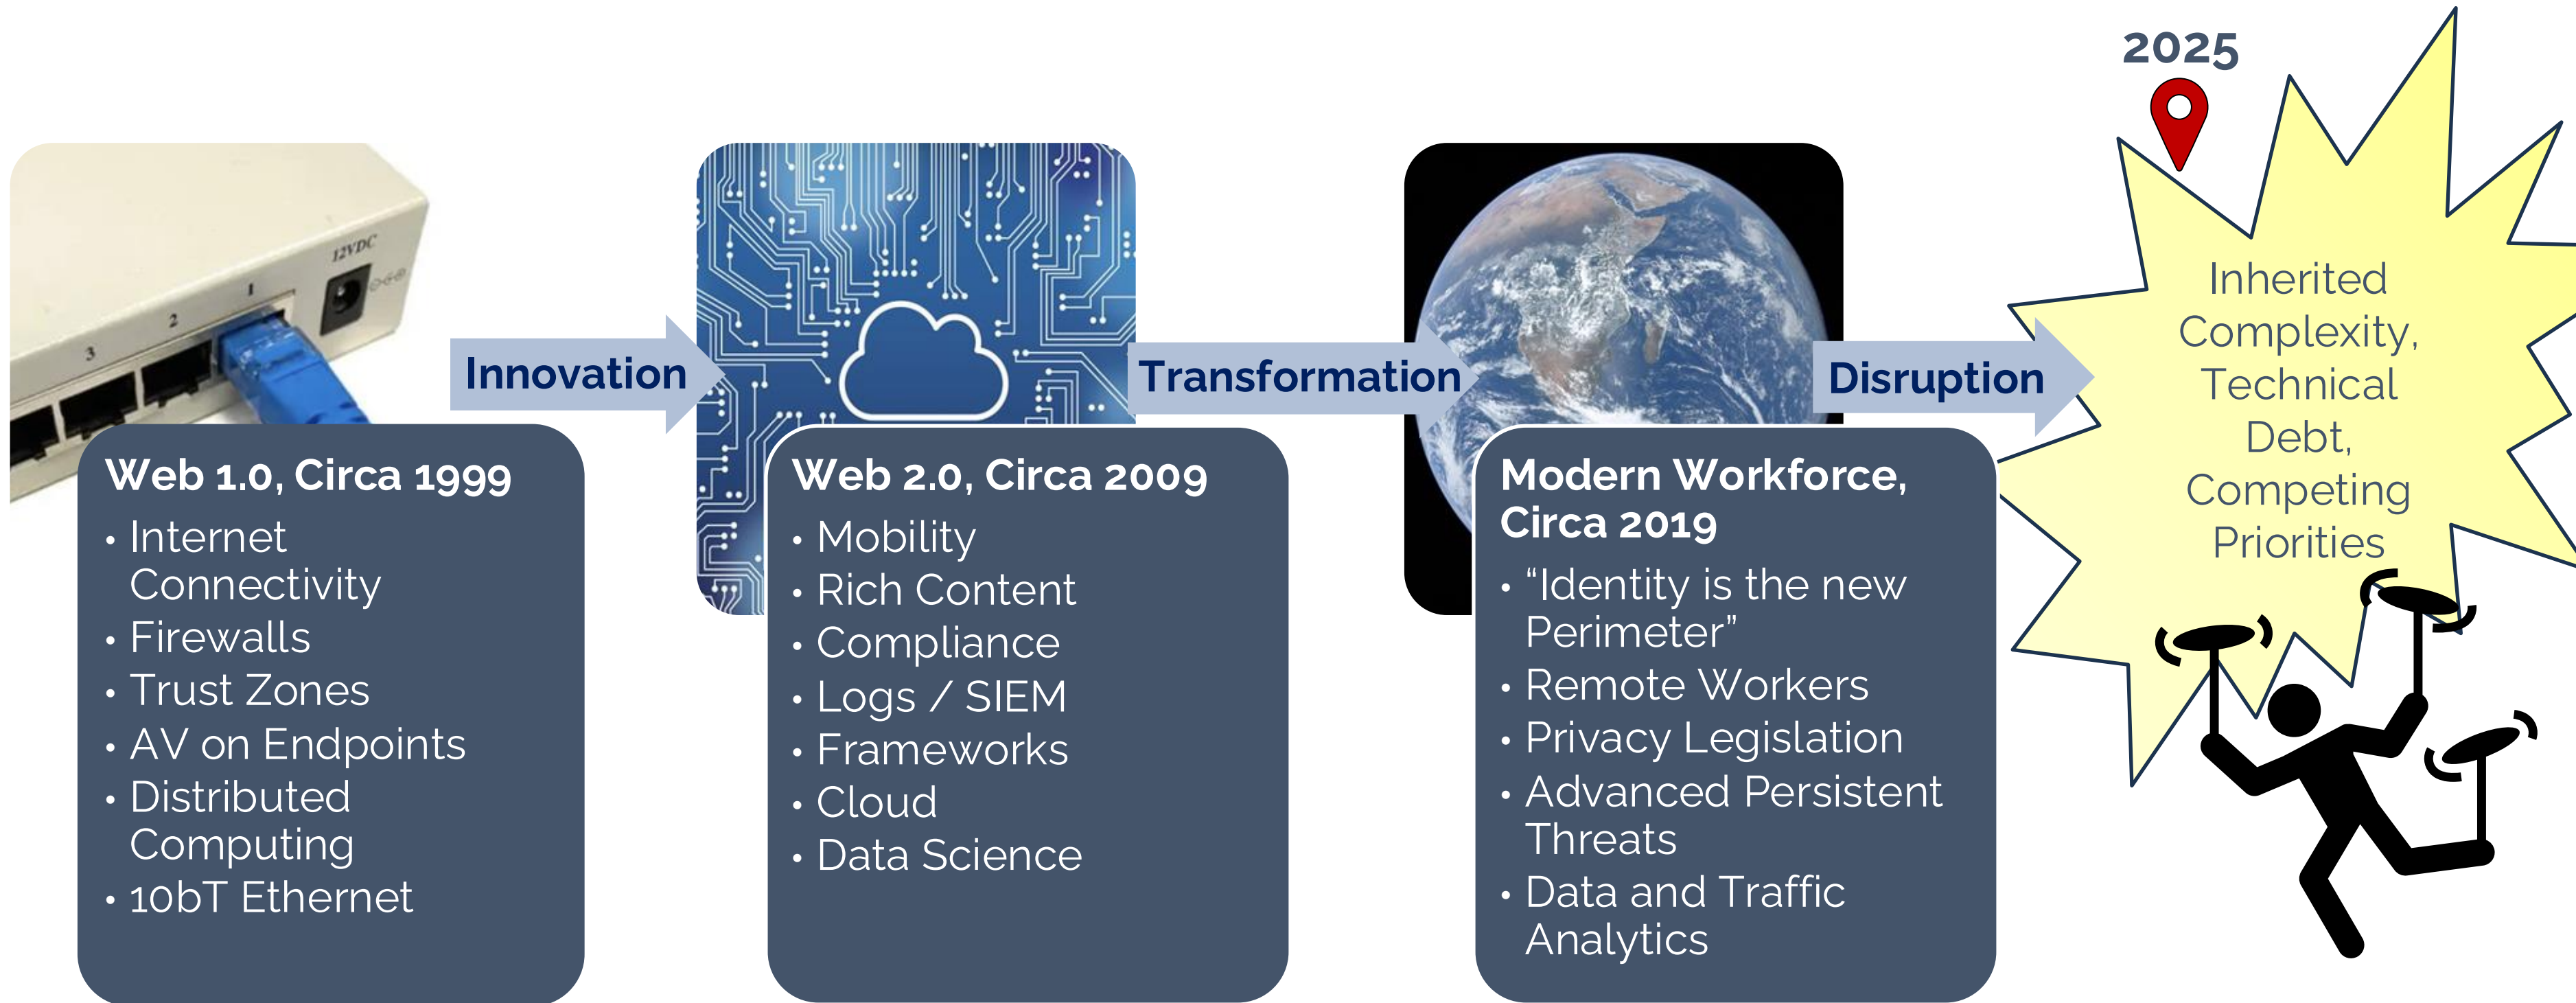 2025
12VDC
1
2
3
Innovation
Transformation
Disruption
Web 1.0, Circa 1999
• Internet
Connectivity
• Firewalls
• Trust Zones
• AV on Endpoints
• Distributed
Computing
• 10bT Ethernet
Web 2.0, Circa 2009
• Mobility
• Rich Content
• Compliance
• Logs / SIEM
• Frameworks
• Cloud
• Data Science
Modern Workforce,
Circa 2019
• “Identity is the new
Perimeter”
• Remote Workers
• Privacy Legislation
• Advanced Persistent
Threats
• Data and Traffic
Analytics
Inherited
Complexity,
Technical
Debt,
Competing
Priorities